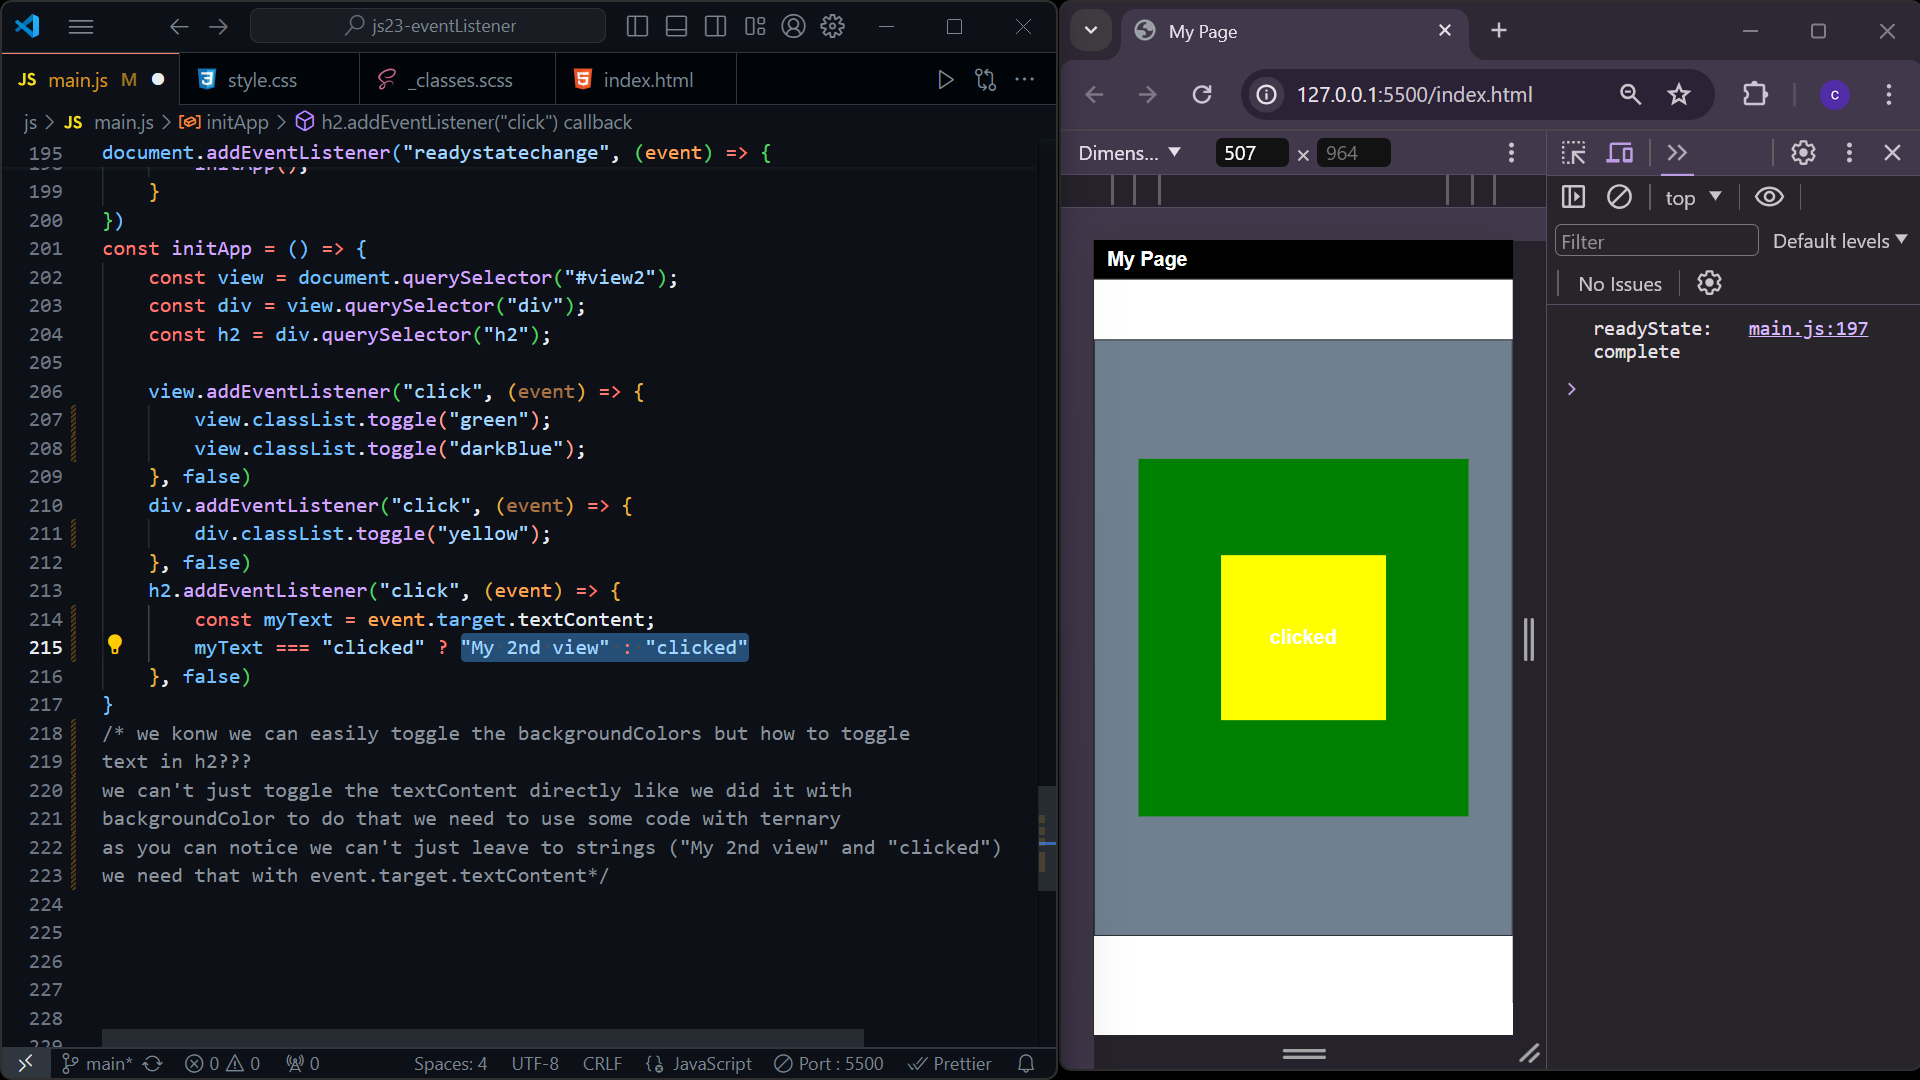 js23-eventListener
JS main.js M
style.css
_classes.scss
index.html
js > JS main.js > initApp > h2.addEventListener("click") callback
195 document.addEventListener("readystatechange", (event) => {
198 initApp();
199 }
200 })
201 const initApp = () => {
202 const view = document.querySelector("#view2");
203 const div = view.querySelector("div");
204 const h2 = div.querySelector("h2");
205
206 view.addEventListener("click", (event) => {
207 view.classList.toggle("green");
208 view.classList.toggle("darkBlue");
209 }, false)
210 div.addEventListener("click", (event) => {
211 div.classList.toggle("yellow");
212 }, false)
213 h2.addEventListener("click", (event) => {
214 const myText = event.target.textContent;
215 myText === "clicked" ? "My 2nd view" : "clicked"
216 }, false)
217 }
218 /* we konw we can easily toggle the backgroundColors but how to toggle
219 text in h2???
220 we can't just toggle the textContent directly like we did it with
221 backgroundColor to do that we need to use some code with ternary
222 as you can notice we can't just leave to strings ("My 2nd view" and "clicked")
223 we need that with event.target.textContent*/
224
225
226
227
228
229
main* 0 0 0 Spaces: 4 UTF-8 CRLF JavaScript Port : 5500 Prettier
My Page
127.0.0.1:5500/index.html
c
Dimens... 507 × 964
top
Filter
Default levels
No Issues
readyState: main.js:197
complete
My Page
clicked